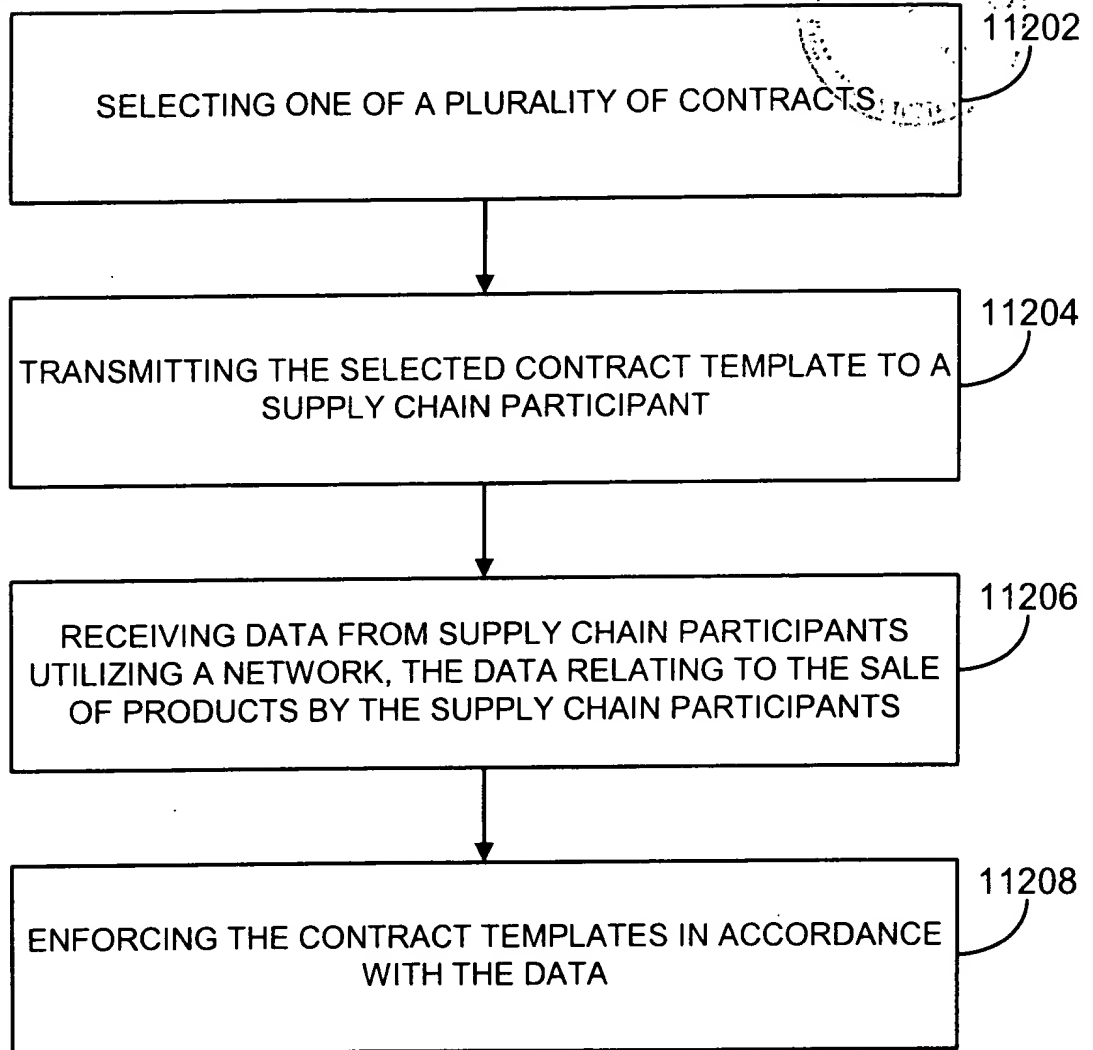 11202
SELECTING ONE OF A PLURALITY OF CONTRACTS
11204
TRANSMITTING THE SELECTED CONTRACT TEMPLATE TO A
SUPPLY CHAIN PARTICIPANT
11206
RECEIVING DATA FROM SUPPLY CHAIN PARTICIPANTS
UTILIZING A NETWORK, THE DATA RELATING TO THE SALE
OF PRODUCTS BY THE SUPPLY CHAIN PARTICIPANTS
11208
ENFORCING THE CONTRACT TEMPLATES IN ACCORDANCE
WITH THE DATA